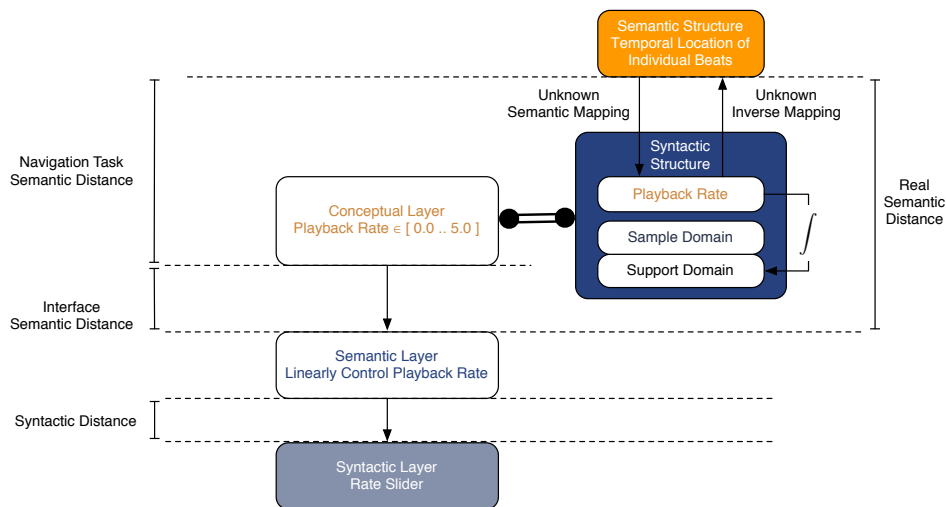 Semantic Structure
Temporal Location of
Individual Beats
Unknown
Semantic Mapping
Unknown
Inverse Mapping
Navigation Task
Semantic Distance
Syntactic
Structure
Playback Rate
Real
Semantic
Distance
Conceptual Layer
Playback Rate ∈ [ 0.0 .. 5.0 ]
∫
Sample Domain
Support Domain
Interface
Semantic Distance
Semantic Layer
Linearly Control Playback Rate
Syntactic Distance
Syntactic Layer
Rate Slider